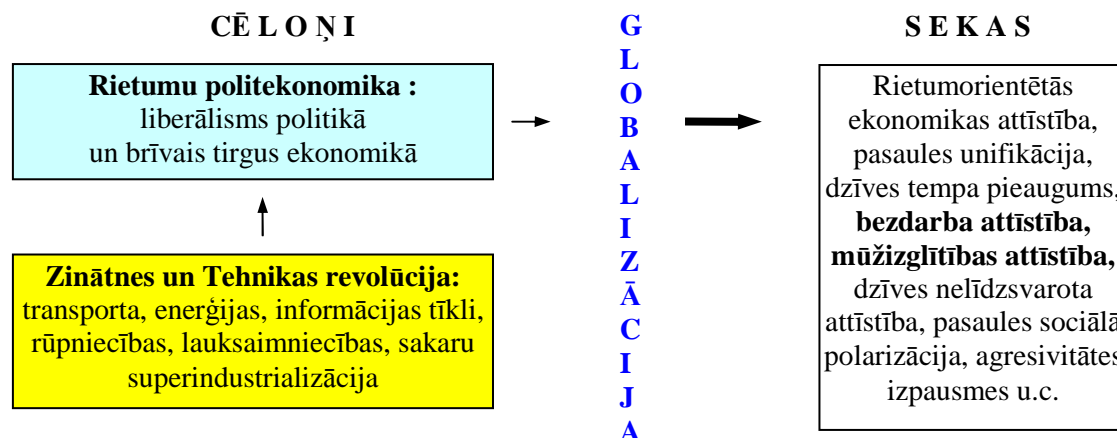 CĒ L O Ņ I
Rietumu politekonomika :
liberālisms politikā
un brīvais tirgus ekonomikā
Zinātnes un Tehnikas revolūcija:
transporta, enerģijas, informācijas tīkli,
rūpniecības, lauksaimniecības, sakaru
superindustrializācija
G
L
O
B
A
L
I
Z
Ā
C
I
J
A
S E K A S
Rietumorientētās
ekonomikas attīstība,
pasaules unifikācija,
dzīves tempa pieaugums,
bezdarba attīstība,
mūžizglītības attīstība,
dzīves nelīdzsvarota
attīstība, pasaules sociālā
polarizācija, agresivitātes
izpausmes u.c.